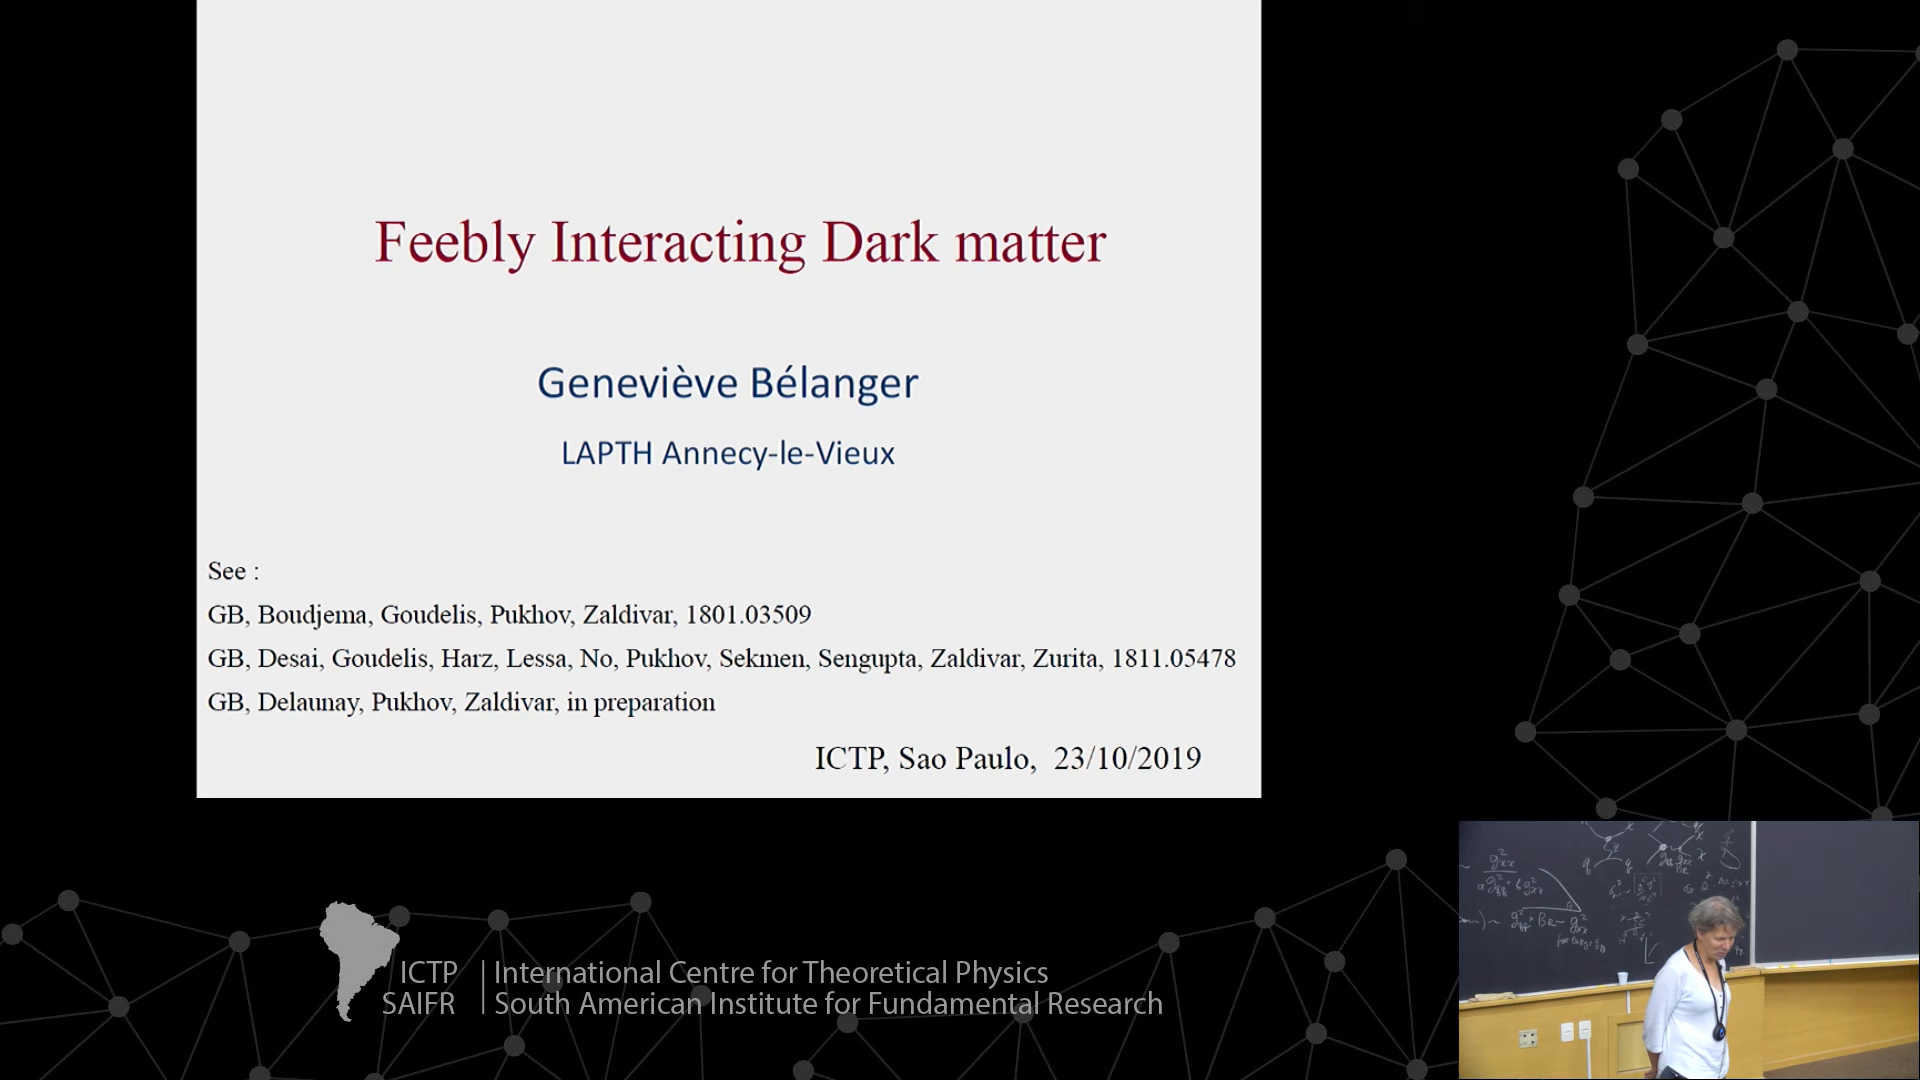 Feebly Interacting Dark matter
Geneviève Bélanger
LAPTH Annecy-le-Vieux
See :
GB, Boudjema, Goudelis, Pukhov, Zaldivar, 1801.03509
GB, Desai, Goudelis, Harz, Lessa, No, Pukhov, Sekmen, Sengupta, Zaldivar, Zurita, 1811.05478
GB, Delaunay, Pukhov, Zaldivar, in preparation
ICTP, Sao Paulo, 23/10/2019
ICTP
SAIFR
International Centre for Theoretical Physics
South American Institute for Fundamental Research